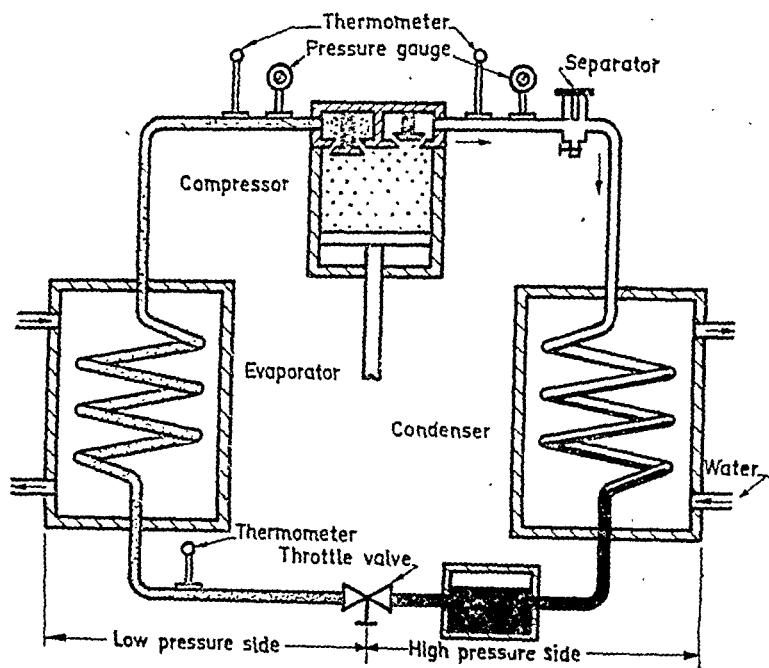 Thermometer
Pressure gauge
Separator
Compressor
Evaporator
Condenser
Water
Thermometer
Throttle valve
Low pressure side
High pressure side